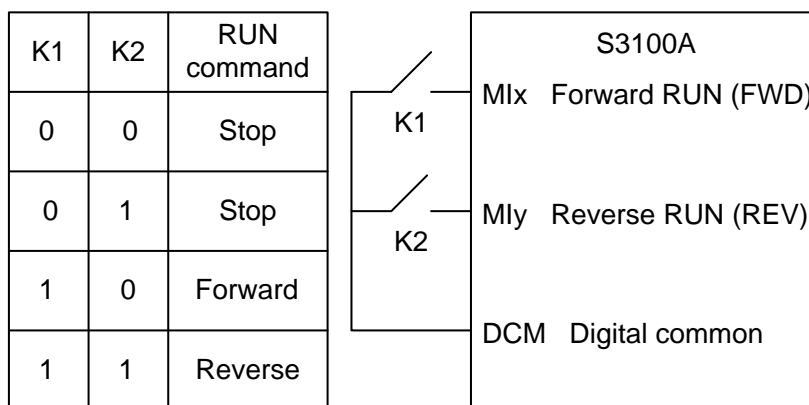 K1 K2 RUN command
0 0 Stop
0 1 Stop
1 0 Forward
1 1 Reverse
K1
K2
S3100A
MIx Forward RUN (FWD)
MIy Reverse RUN (REV)
DCM Digital common